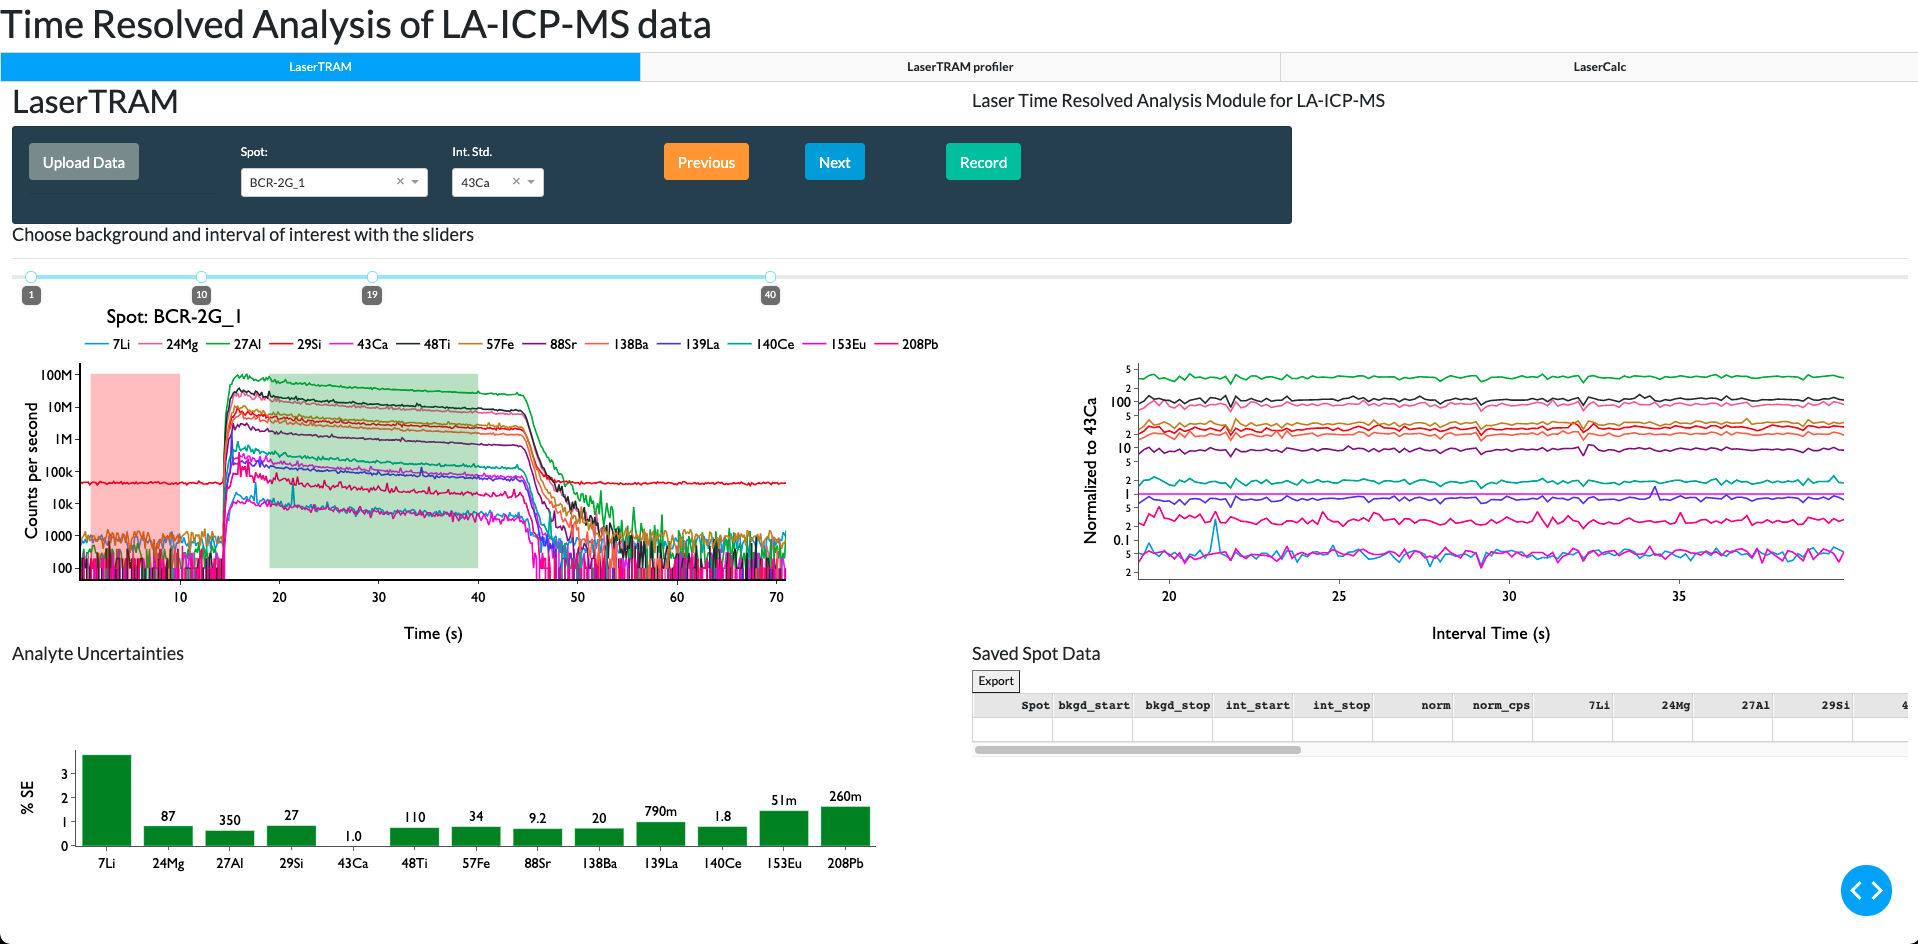 Time Resolved Analysis of LA-ICP-MS data
LaserTRAM LaserTRAM profiler LaserCalc
LaserTRAM
Laser Time Resolved Analysis Module for LA-ICP-MS
Upload Data
Spot:
BCR-2G_1
Int. Std.
43Ca
Previous
Next
Record
Choose background and interval of interest with the sliders
1 10 19 40
Spot: BCR-2G_1
7Li 24Mg 27Al 29Si 43Ca 48Ti 57Fe 88Sr 138Ba 139La 140Ce 153Eu 208Pb
Counts per second
100M
10M
1M
100k
10k
1000
100
10 20 30 40 50 60 70
Time (s)
Normalized to 43Ca
5
2
100
5
2
10
5
2
1
5
2
0.1
5
2
20 25 30 35
Interval Time (s)
Analyte Uncertainties
% SE
3
2
1
0
87 350 27 1.0 110 34 9.2 20 790m 1.8 51m 260m
7Li 24Mg 27Al 29Si 43Ca 48Ti 57Fe 88Sr 138Ba 139La 140Ce 153Eu 208Pb
Saved Spot Data
Export
Spot bkgd_start bkgd_stop int_start int_stop norm norm_cps 7Li 24Mg 27Al 29Si 4